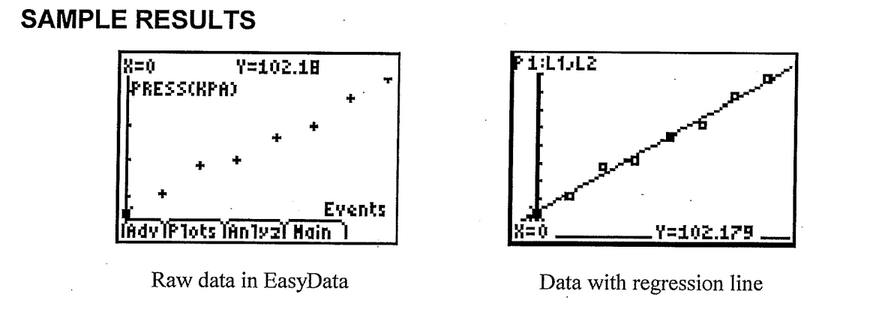 SAMPLE RESULTS
X=0 Y=102.18
PRESS(KPA)
Events
Adv Plots Anlyz Main
Raw data in EasyData
P1:L1,L2
X=0 Y=102.179
Data with regression line